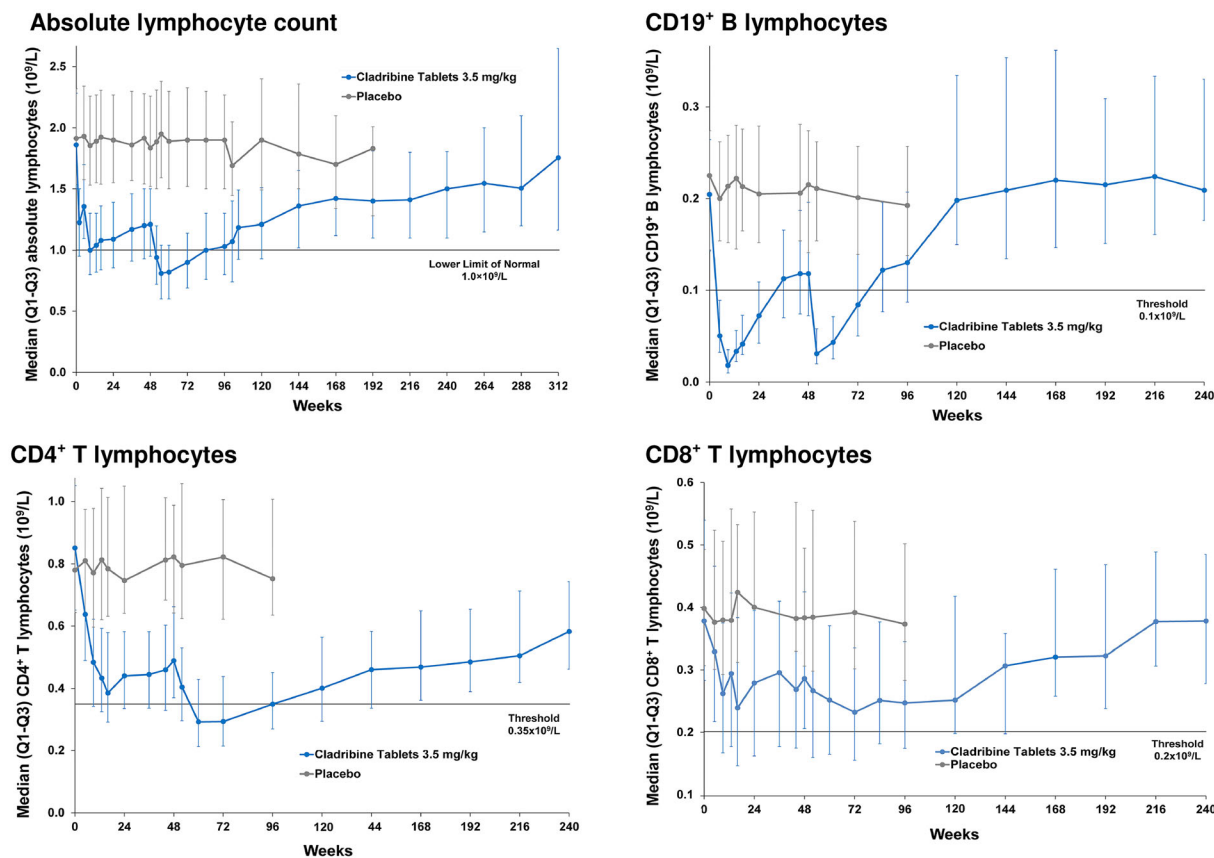 Absolute lymphocyte count
Median (Q1-Q3) absolute lymphocytes (10⁹/L)
2.5
2.0
1.5
1.0
0.5
0.0
Cladribine Tablets 3.5 mg/kg
Placebo
Lower Limit of Normal
1.0×10⁹/L
0 24 48 72 96 120 144 168 192 216 240 264 288 312
Weeks
CD19⁺ B lymphocytes
Median (Q1-Q3) CD19⁺ B lymphocytes (10⁹/L)
0.3
0.2
0.1
0.0
Threshold
0.1x10⁹/L
Cladribine Tablets 3.5 mg/kg
Placebo
0 24 48 72 96 120 144 168 192 216 240
Weeks
CD4⁺ T lymphocytes
Median (Q1-Q3) CD4⁺ T lymphocytes (10⁹/L)
1.0
0.8
0.6
0.4
0.2
0.0
Threshold
0.35x10⁹/L
Cladribine Tablets 3.5 mg/kg
Placebo
0 24 48 72 96 120 44 168 192 216 240
Weeks
CD8⁺ T lymphocytes
Median (Q1-Q3) CD8⁺ T lymphocytes (10⁹/L)
0.6
0.5
0.4
0.3
0.2
0.1
Threshold
0.2x10⁹/L
Cladribine Tablets 3.5 mg/kg
Placebo
0 24 48 72 96 120 144 168 192 216 240
Weeks